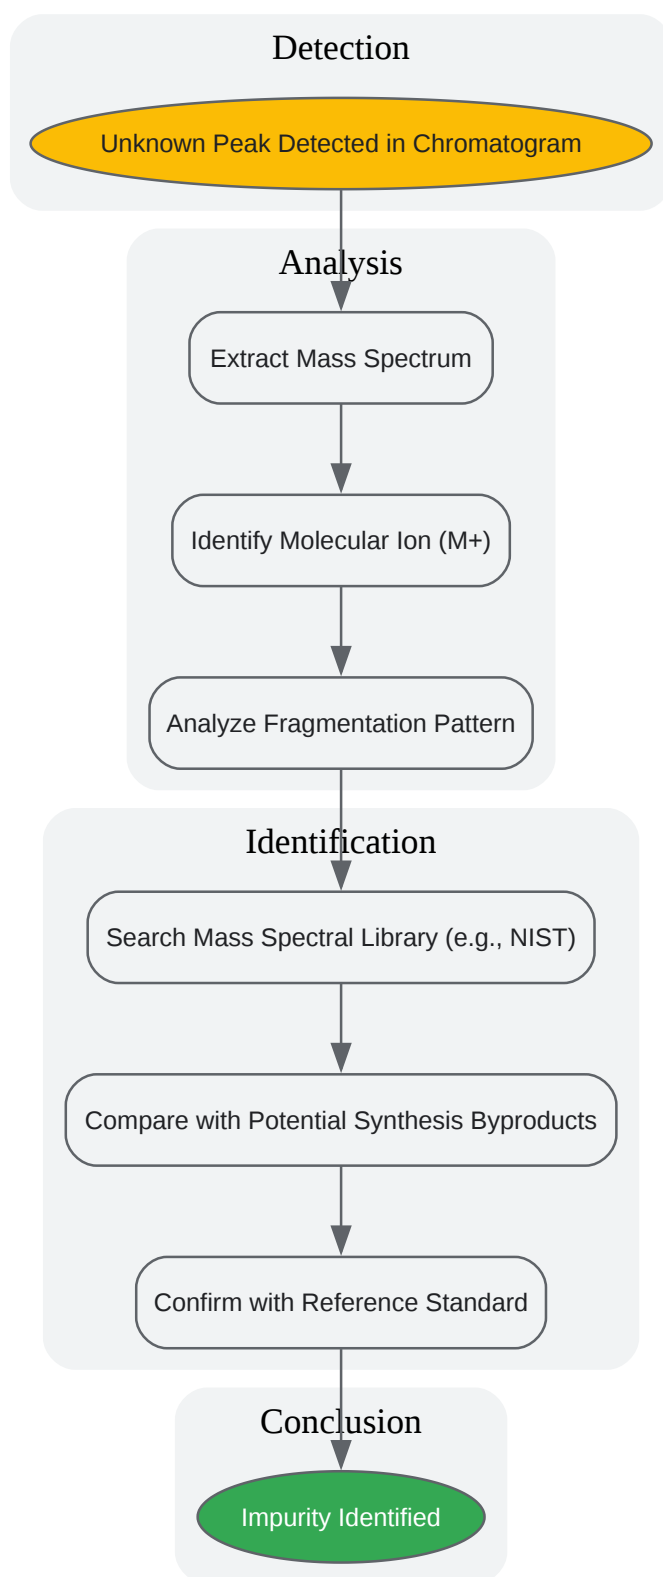 Detection
Unknown Peak Detected in Chromatogram
Analysis
Extract Mass Spectrum
Identify Molecular Ion (M+)
Analyze Fragmentation Pattern
Identification
Search Mass Spectral Library (e.g., NIST)
Compare with Potential Synthesis Byproducts
Confirm with Reference Standard
Conclusion
Impurity Identified